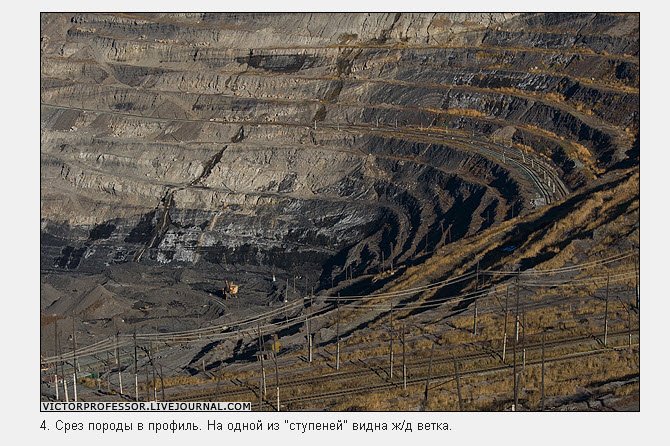 VICTORPROFESSOR.LIVEJOURNAL.COM
4. Срез породы в профиль. На одной из "ступеней" видна ж/д ветка.